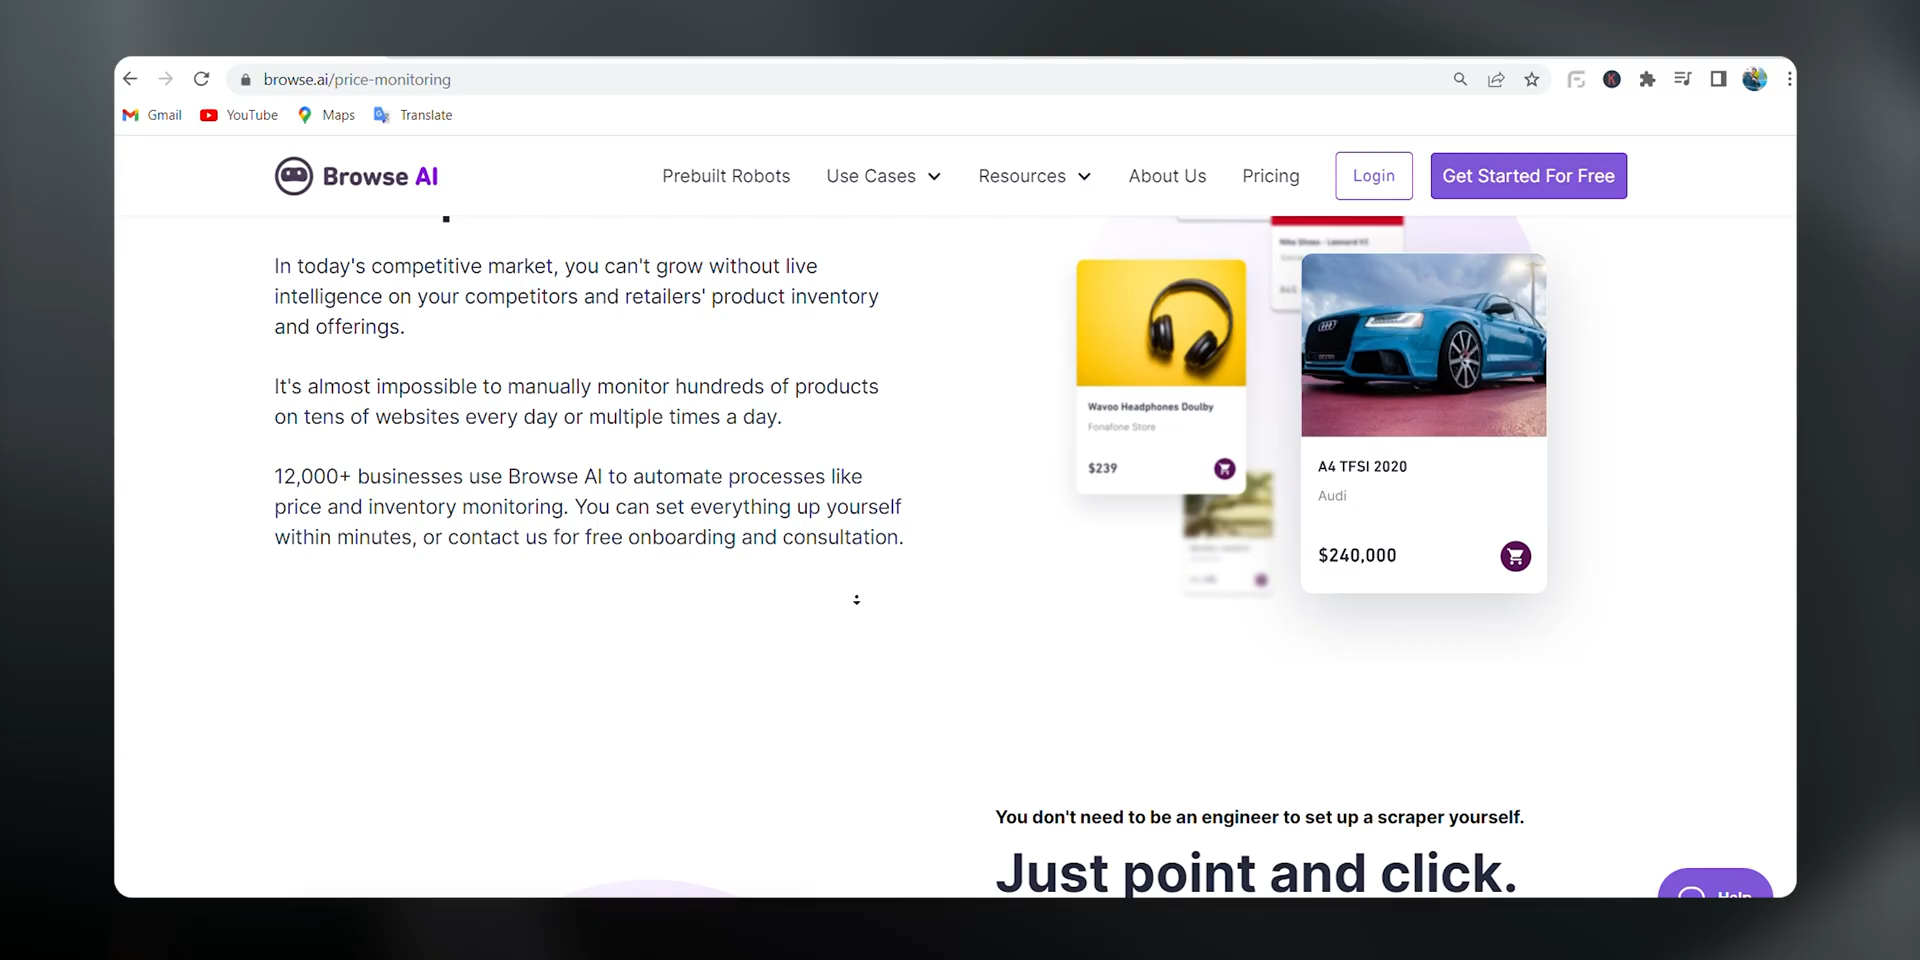 browse.ai/price-monitoring
Gmail
YouTube
Maps
Translate
Browse AI
Prebuilt Robots
Use Cases
Resources
About Us
Pricing
Login
Get Started For Free
In today's competitive market, you can't grow without live
intelligence on your competitors and retailers' product inventory
and offerings.
It's almost impossible to manually monitor hundreds of products
on tens of websites every day or multiple times a day.
12,000+ businesses use Browse AI to automate processes like
price and inventory monitoring. You can set everything up yourself
within minutes, or contact us for free onboarding and consultation.
Wavoo Headphones Doulby
Fonafone Store
$239
A4 TFSI 2020
Audi
$240,000
You don't need to be an engineer to set up a scraper yourself.
Just point and click.
Help